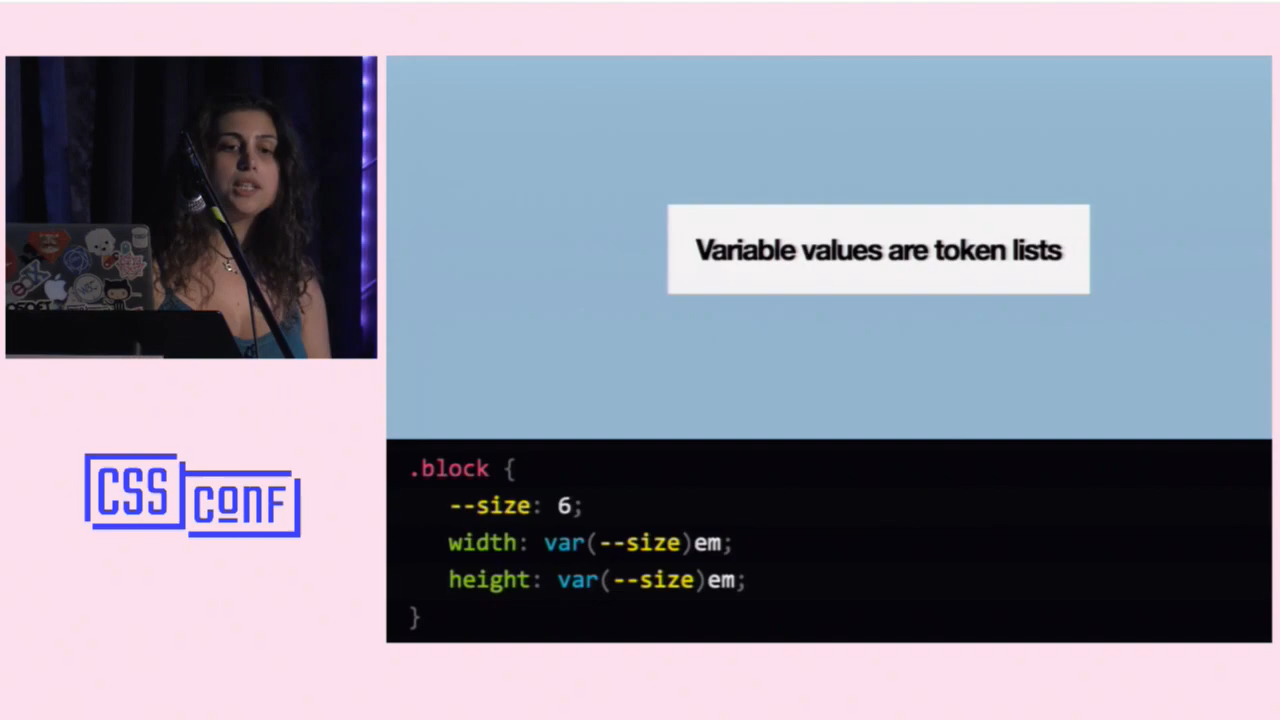 Variable values are token lists
CSS
conf
.block {
--size: 6;
width: var(--size)em;
height: var(--size)em;
}